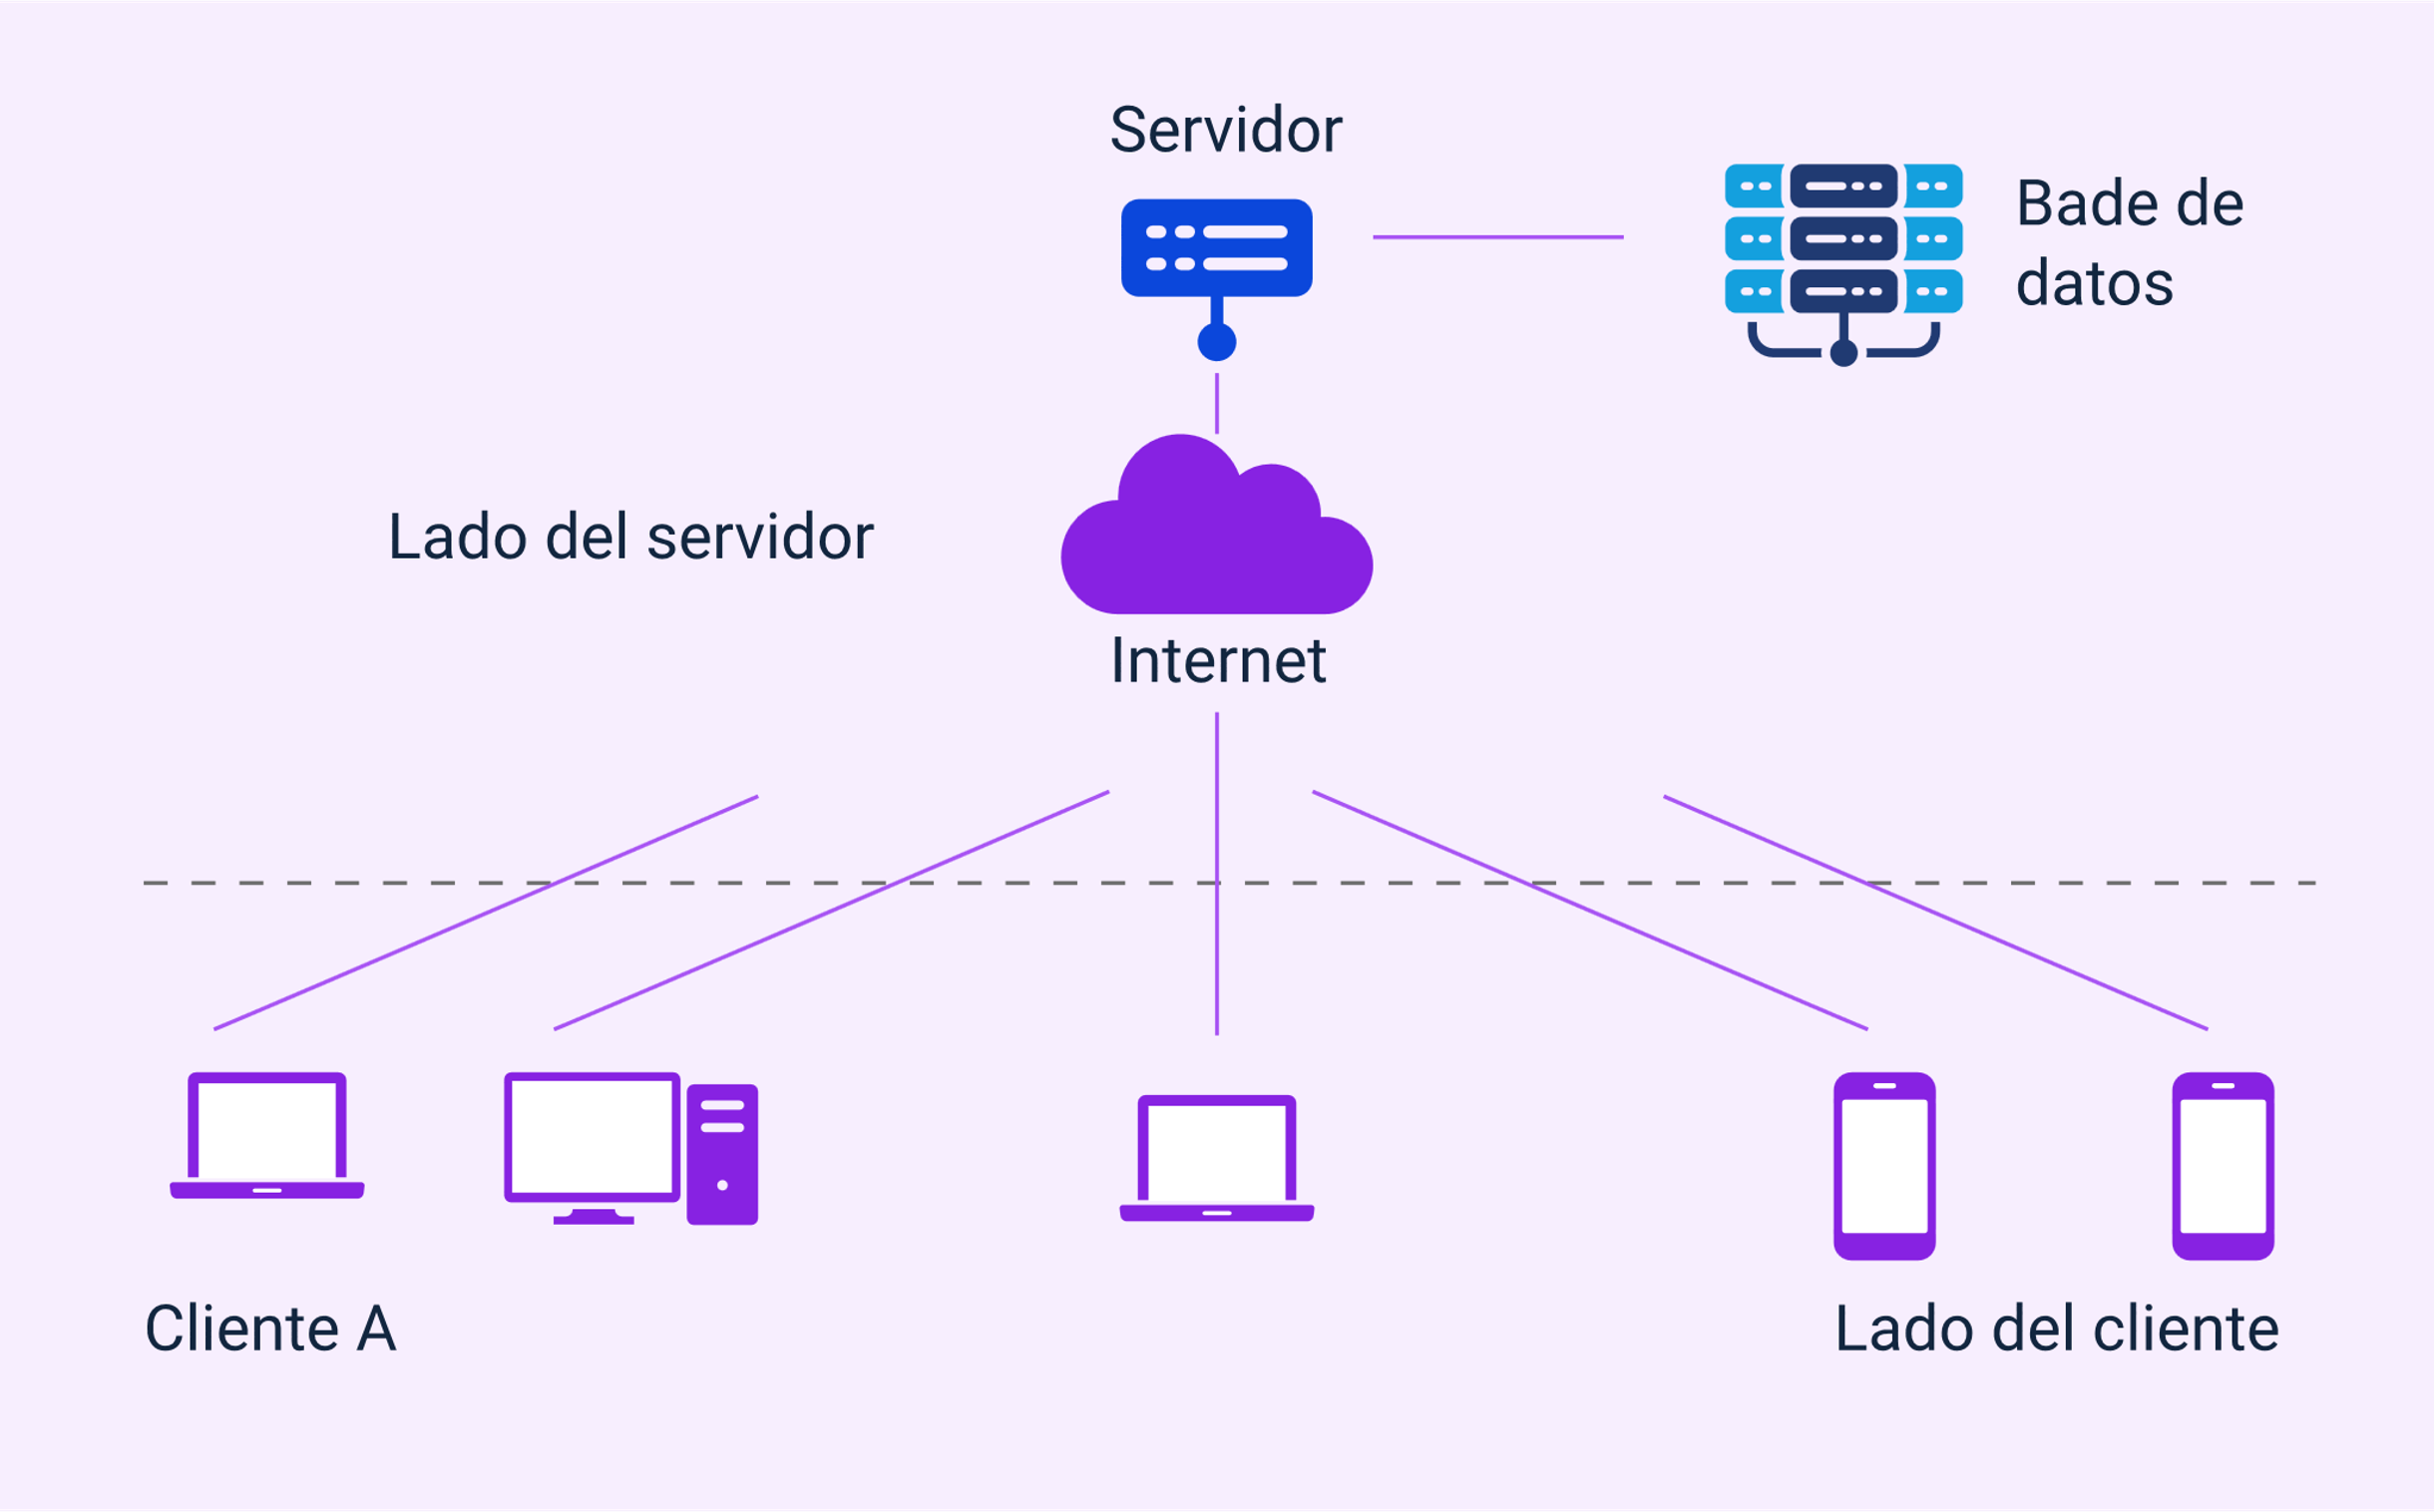 Servidor
Bade de
datos
Lado del servidor
Internet
Cliente A
Lado del cliente